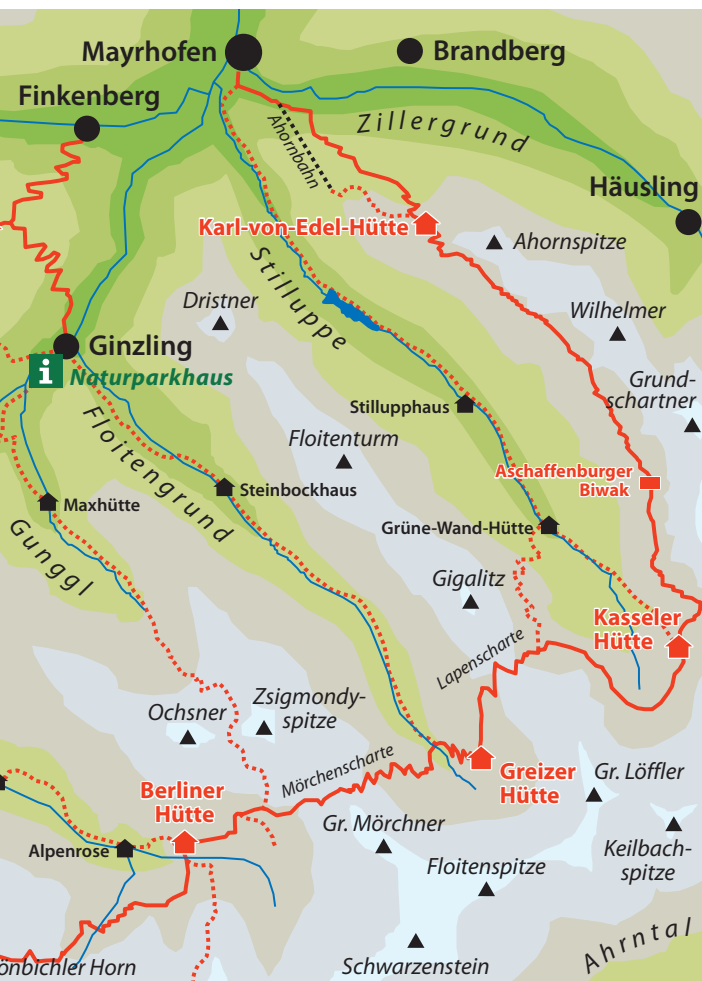 Mayrhofen
Brandberg
Finkenberg
Zillergrund
Ahornbahn
Häusling
Karl-von-Edel-Hütte
Ahornspitze
Stilluppe
Dristner
Wilhelmer
Ginzling
i Naturparkhaus
Grund-
schartner
Stillupphaus
Floitengrund
Floitenturm
Aschaffenburger
Biwak
Steinbockhaus
Maxhütte
Grüne-Wand-Hütte
Gunggl
Gigalitz
Kasseler
Hütte
Lapenscharte
Zsigmondy-
spitze
Ochsner
Mörchenscharte
Greizer
Hütte
Gr. Löffler
Berliner
Hütte
Gr. Mörchner
Alpenrose
Floitenspitze
Keilbach-
spitze
Ahrntal
önbichler Horn
Schwarzenstein